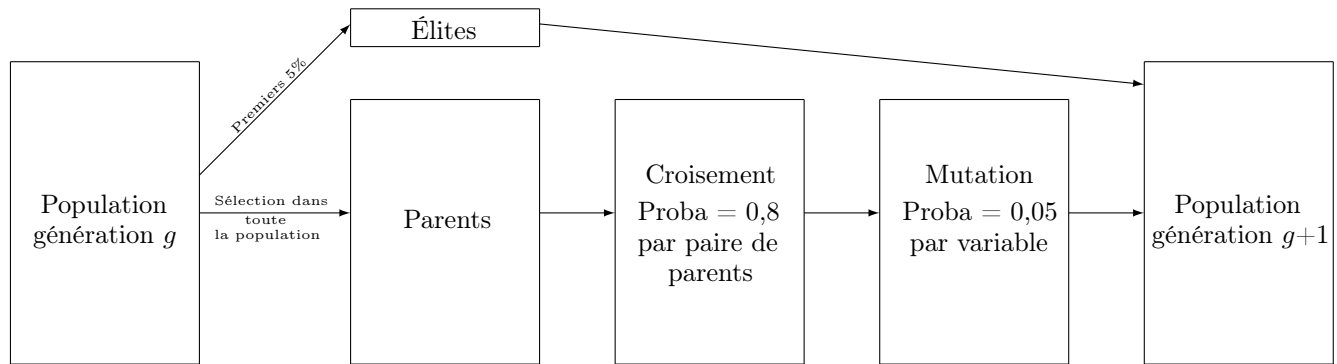 Élites
Premiers 5%
Population
génération g
Sélection dans
toute
la population
Parents
Croisement
Proba = 0,8
par paire de
parents
Mutation
Proba = 0,05
par variable
Population
génération g+1